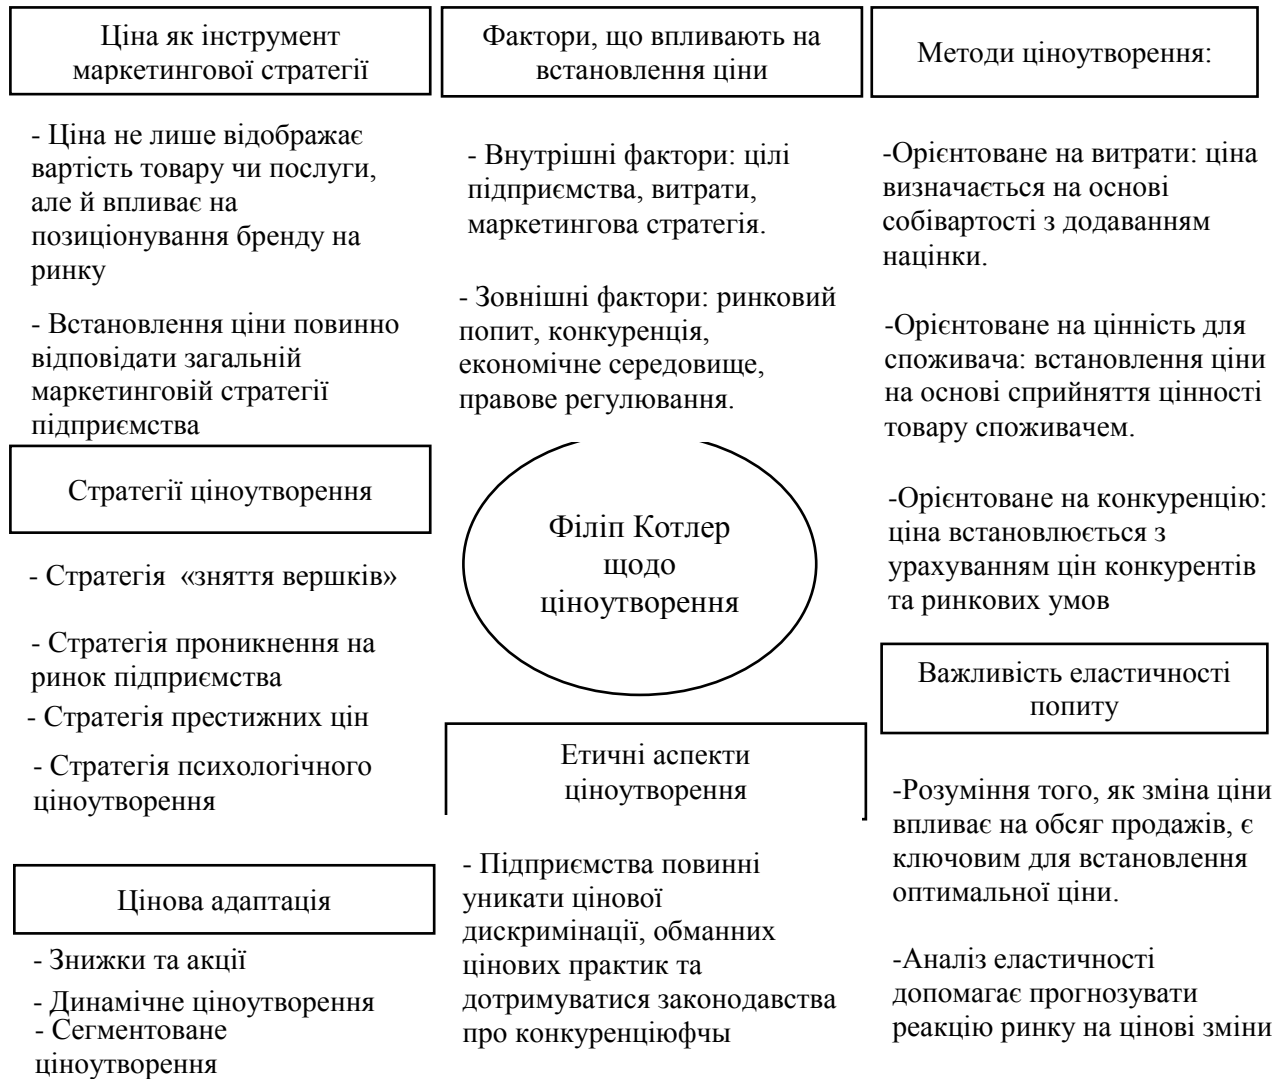 Ціна як інструмент
маркетингової стратегії
- Ціна не лише відображає
вартість товару чи послуги,
але й впливає на
позиціонування бренду на
ринку
- Встановлення ціни повинно
відповідати загальній
маркетинговій стратегії
підприємства
Стратегії ціноутворення
- Стратегія «зняття вершків»
- Стратегія проникнення на
ринок підприємства
- Стратегія престижних цін
- Стратегія психологічного
ціноутворення
Цінова адаптація
- Знижки та акції
- Динамічне ціноутворення
- Сегментоване
ціноутворення
Фактори, що впливають на
встановлення ціни
- Внутрішні фактори: цілі
підприємства, витрати,
маркетингова стратегія.
- Зовнішні фактори: ринковий
попит, конкуренція,
економічне середовище,
правове регулювання.
Філіп Котлер
щодо
ціноутворення
Етичні аспекти
ціноутворення
- Підприємства повинні
уникати цінової
дискримінації, обманних
цінових практик та
дотримуватися законодавства
про конкуренціюфчы
Методи ціноутворення:
-Орієнтоване на витрати: ціна
визначається на основі
собівартості з додаванням
націнки.
-Орієнтоване на цінність для
споживача: встановлення ціни
на основі сприйняття цінності
товару споживачем.
-Орієнтоване на конкуренцію:
ціна встановлюється з
урахуванням цін конкурентів
та ринкових умов
Важливість еластичності
попиту
-Розуміння того, як зміна ціни
впливає на обсяг продажів, є
ключовим для встановлення
оптимальної ціни.
-Аналіз еластичності
допомагає прогнозувати
реакцію ринку на цінові зміни